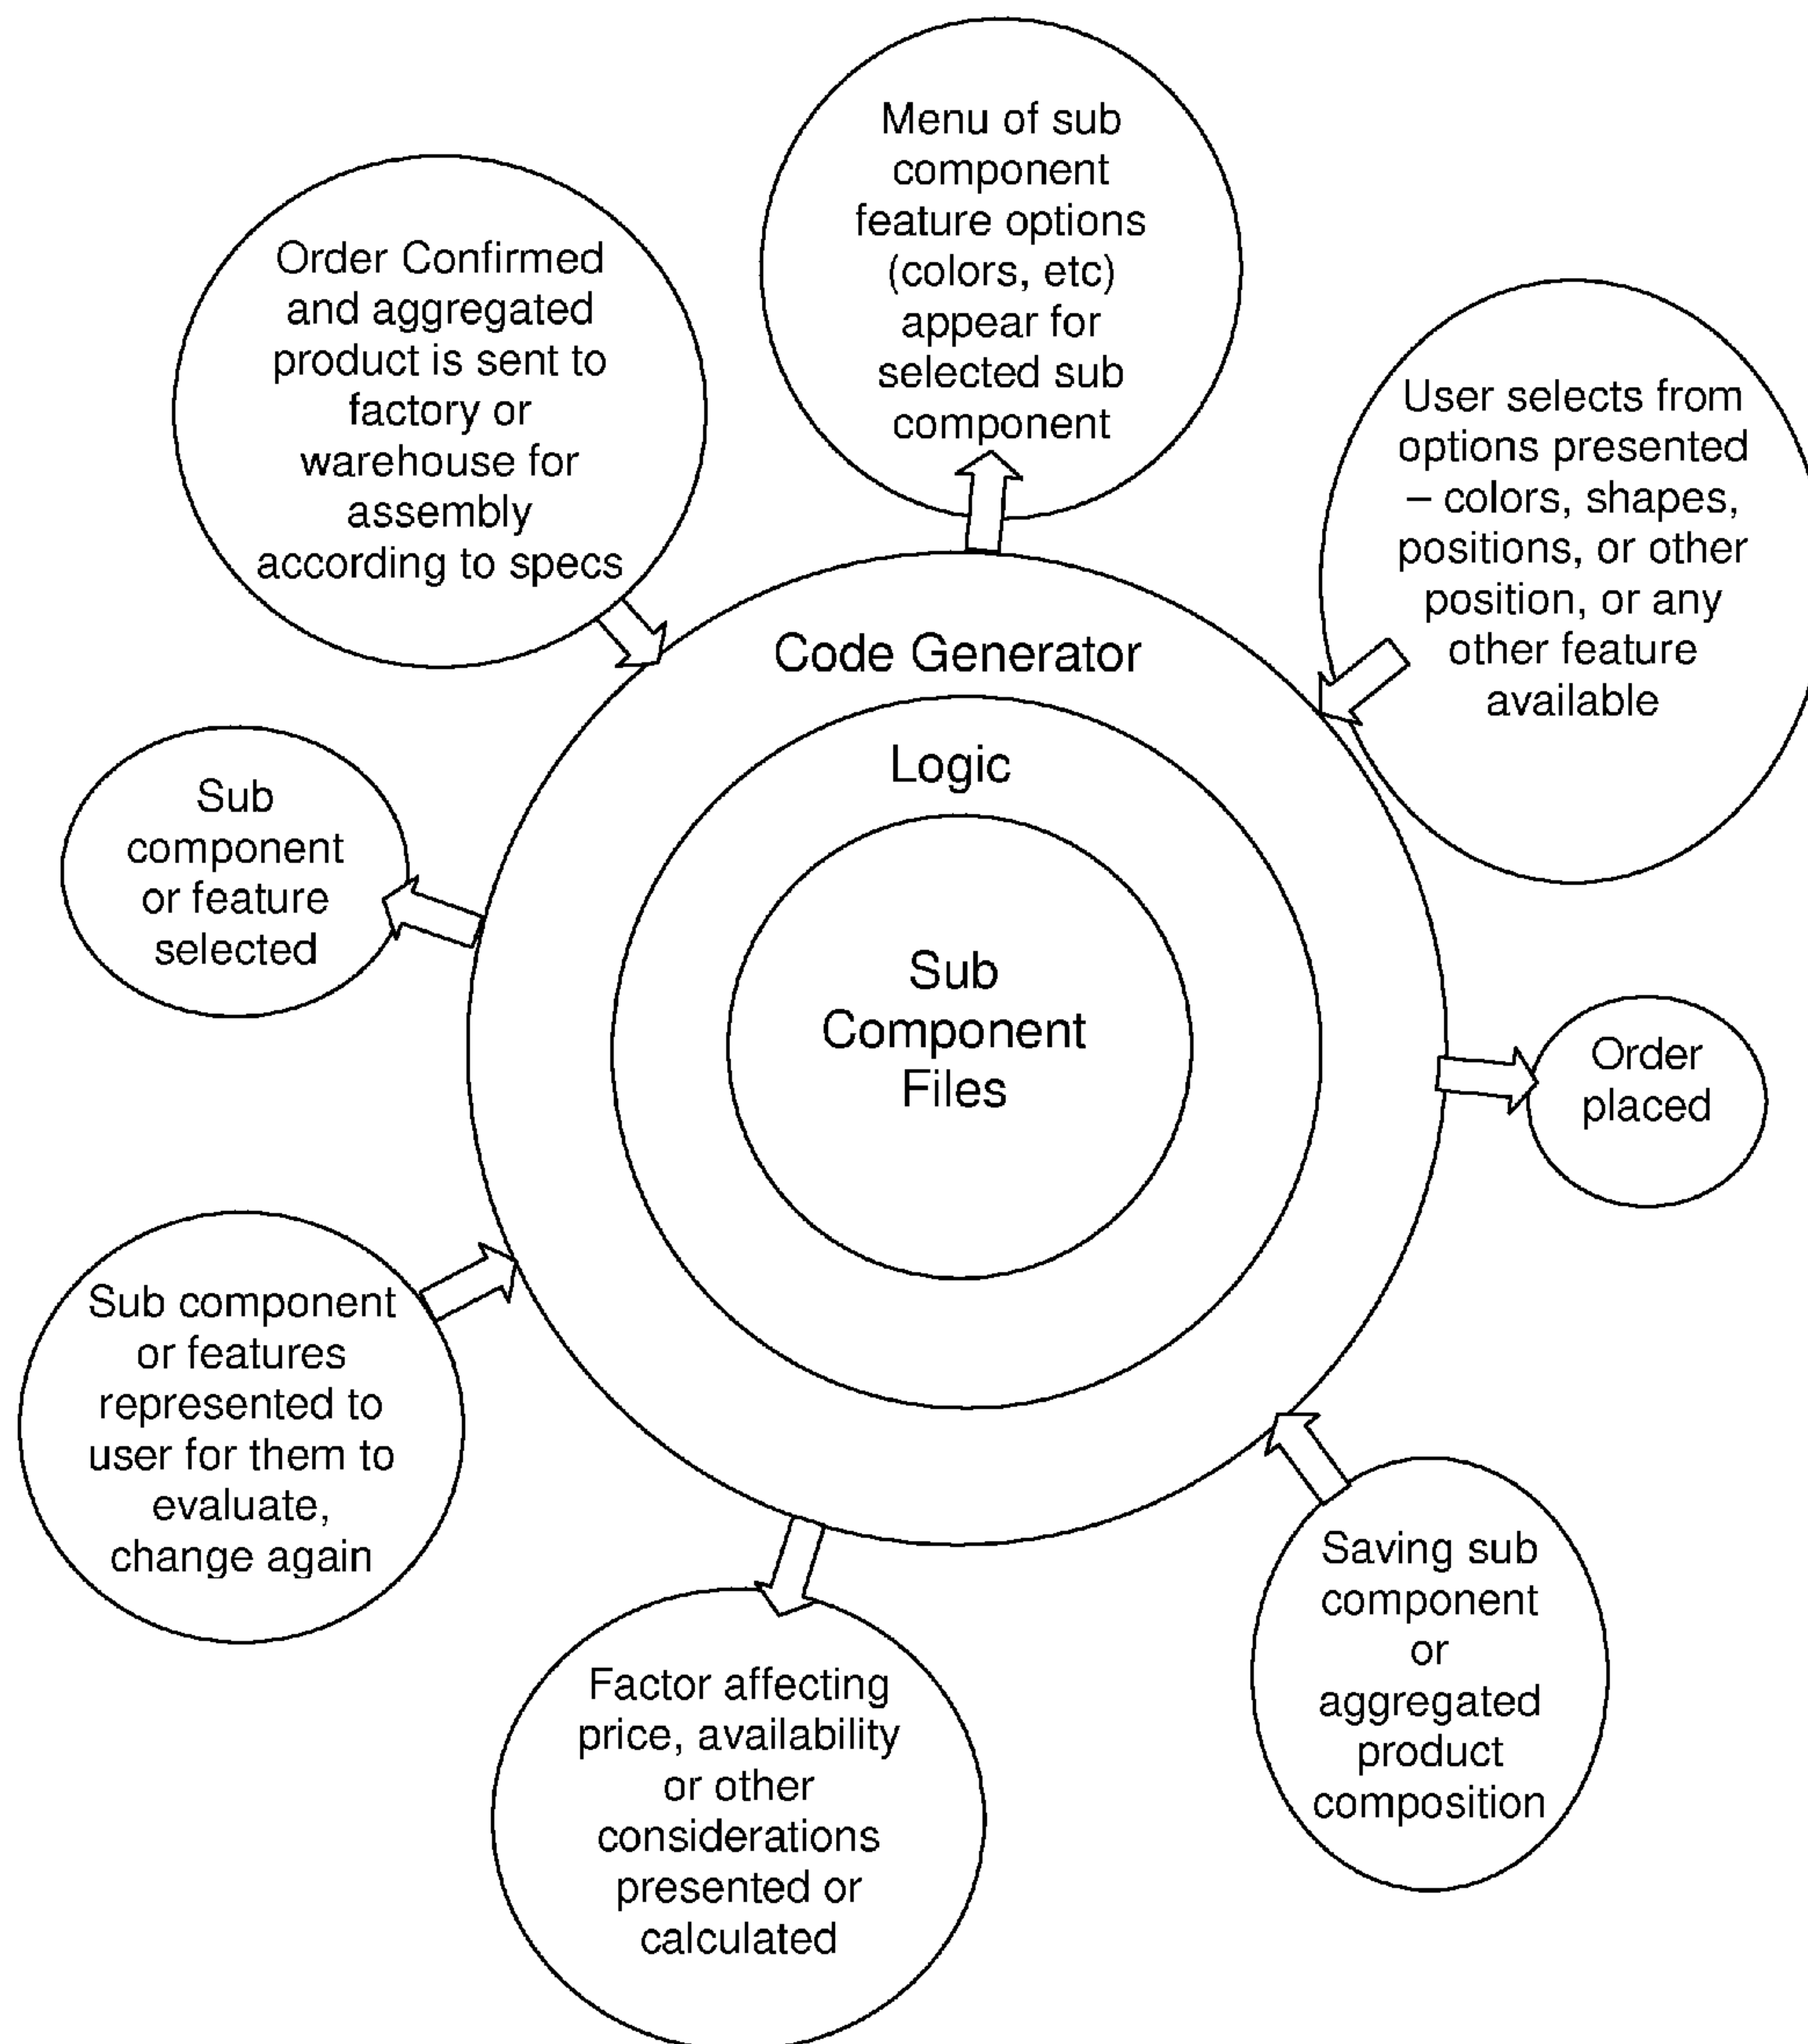 Menu of sub
component
feature options
(colors, etc)
appear for
selected sub
component
Order Confirmed
and aggregated
product is sent to
factory or
warehouse for
assembly
according to specs
User selects from
options presented
– colors, shapes,
positions, or other
position, or any
other feature
available
Code Generator
Logic
Sub
Component
Files
Sub
component
or feature
selected
Order
placed
Sub component
or features
represented to
user for them to
evaluate,
change again
Saving sub
component
or
aggregated
product
composition
Factor affecting
price, availability
or other
considerations
presented or
calculated